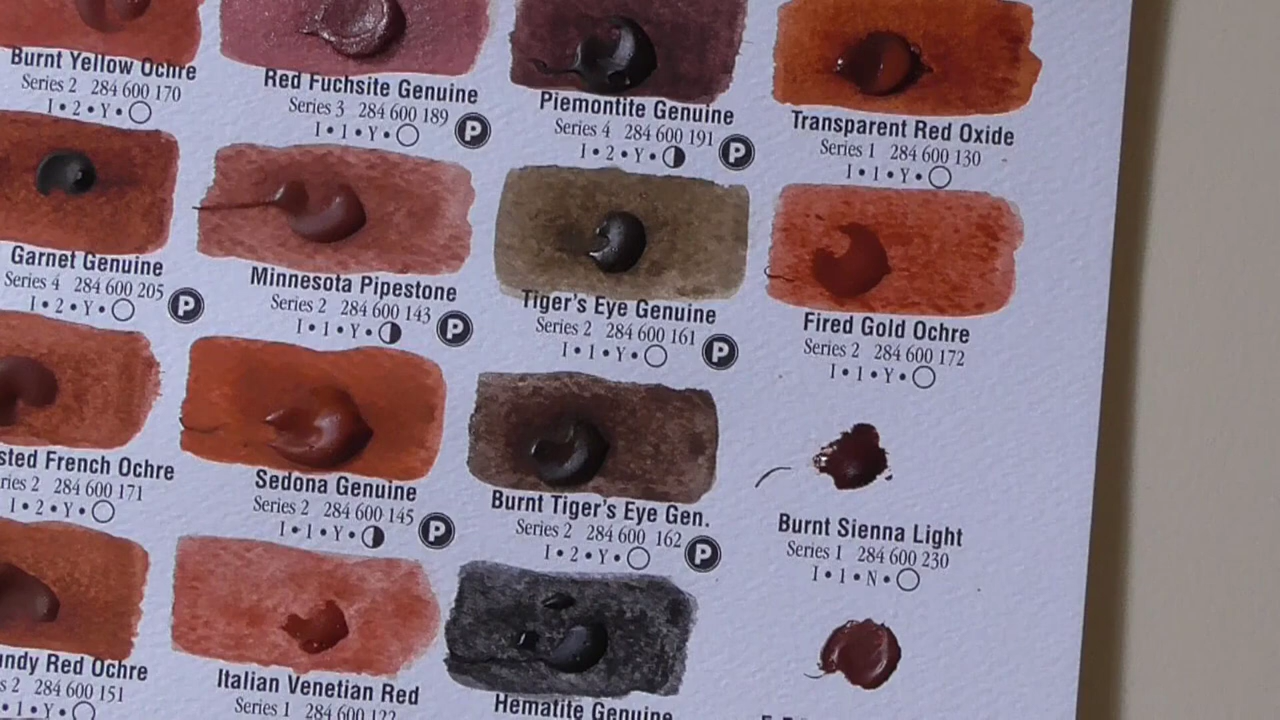 Burnt Yellow Ochre
Series 2 284 600 170
I • 2 • Y •
Red Fuchsite Genuine
Series 3 284 600 189
I • 1 • Y •
P
Piemontite Genuine
Series 4 284 600 191
I • 2 • Y •
P
Transparent Red Oxide
Series 1 284 600 130
I • 1 • Y •
Garnet Genuine
Series 4 284 600 205
I • 2 • Y •
P
Minnesota Pipestone
Series 2 284 600 143
I • 1 • Y •
P
Tiger's Eye Genuine
Series 2 284 600 161
I • 1 • Y •
P
Fired Gold Ochre
Series 2 284 600 172
I • 1 • Y •
sted French Ochre
ries 2 284 600 171
I • 2 • Y •
Sedona Genuine
Series 2 284 600 145
I • 1 • Y •
P
Burnt Tiger's Eye Gen.
Series 2 284 600 162
I • 2 • Y •
P
Burnt Sienna Light
Series 1 284 600 230
I • 1 • N •
ndy Red Ochre
s 2 284 600 151
• 1 • Y •
Italian Venetian Red
Series 1 284 600 122
Hematite Genuine